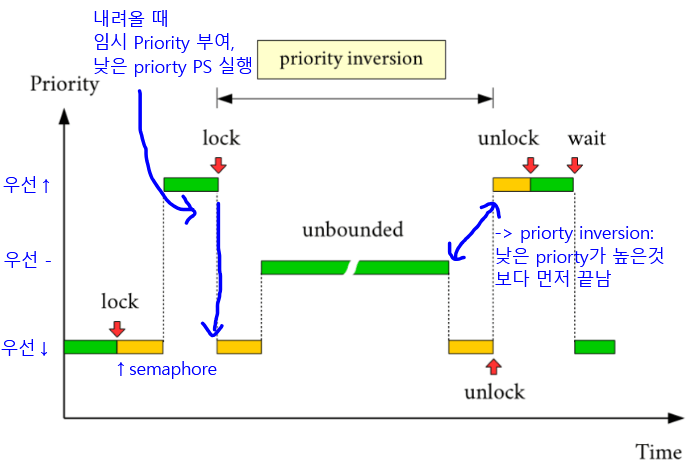 내려올 때
임시 Priority 부여,
낮은 priorty PS 실행
priority inversion
Priority
lock
unlock
wait
우선↑
unbounded
-> priorty inversion:
낮은 priorty가 높은것
보다 먼저 끝남
우선 -
lock
우선↓
↑semaphore
unlock
Time